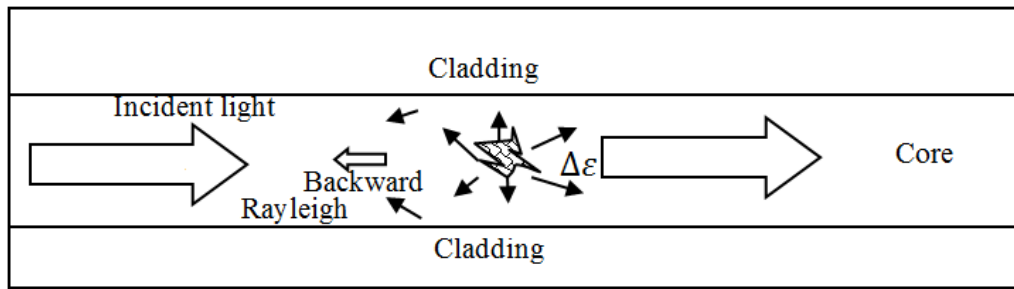 Cladding
Incident light
Core
Δε
Backward
Rayleigh
Cladding